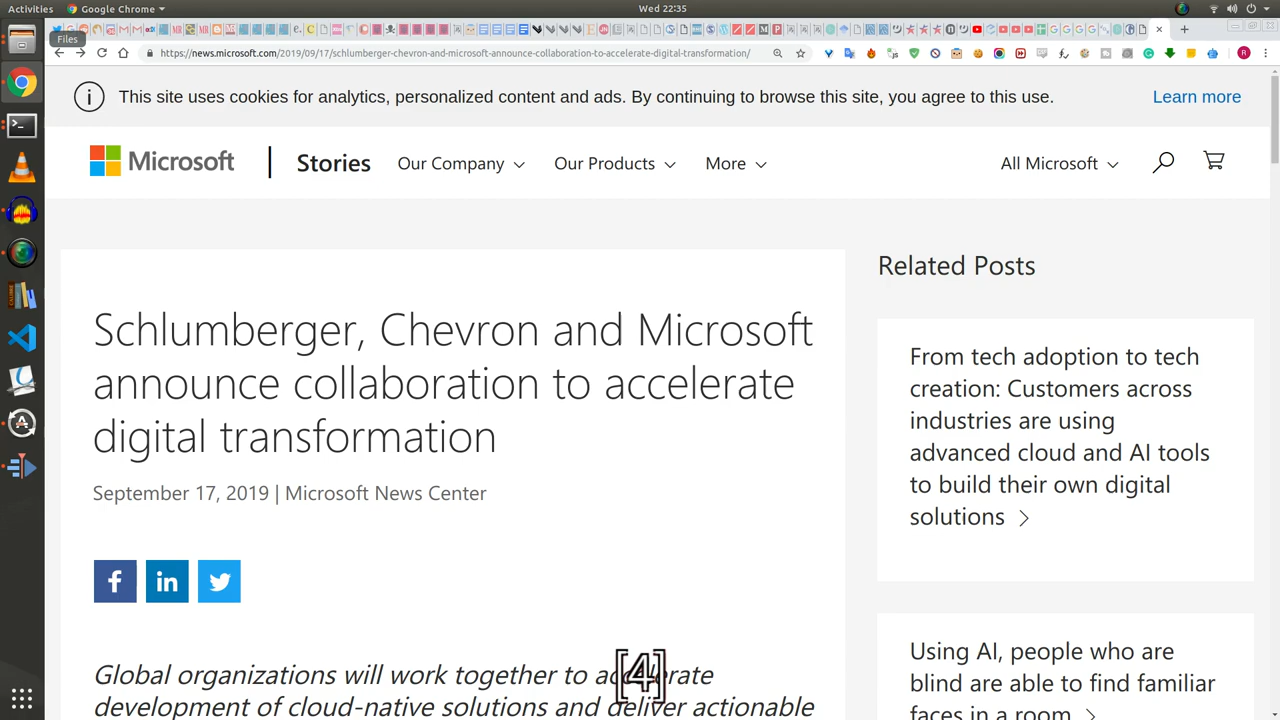 Activities
Google Chrome
Wed 22:35
Files
https://news.microsoft.com/2019/09/17/schlumberger-chevron-and-microsoft-announce-collaboration-to-accelerate-digital-transformation/
This site uses cookies for analytics, personalized content and ads. By continuing to browse this site, you agree to this use.
Learn more
Microsoft
Stories
Our Company
Our Products
More
All Microsoft
Schlumberger, Chevron and Microsoft
announce collaboration to accelerate
digital transformation
September 17, 2019 | Microsoft News Center
Global organizations will work together to accelerate
development of cloud-native solutions and deliver actionable
[4]
Related Posts
From tech adoption to tech
creation: Customers across
industries are using
advanced cloud and AI tools
to build their own digital
solutions
Using AI, people who are
blind are able to find familiar
faces in a room